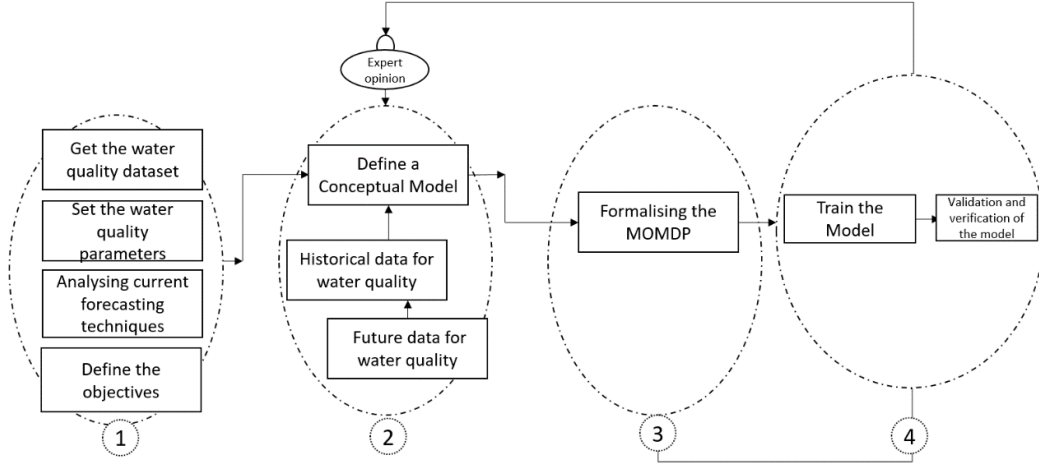 Expert
opinion
Get the water
quality dataset
Set the water
quality
parameters
Analysing current
forecasting
techniques
Define the
objectives
1
Define a
Conceptual Model
Historical data for
water quality
Future data for
water quality
2
Formalising the
MOMDP
3
Train the
Model
Validation and
verification of
the model
4